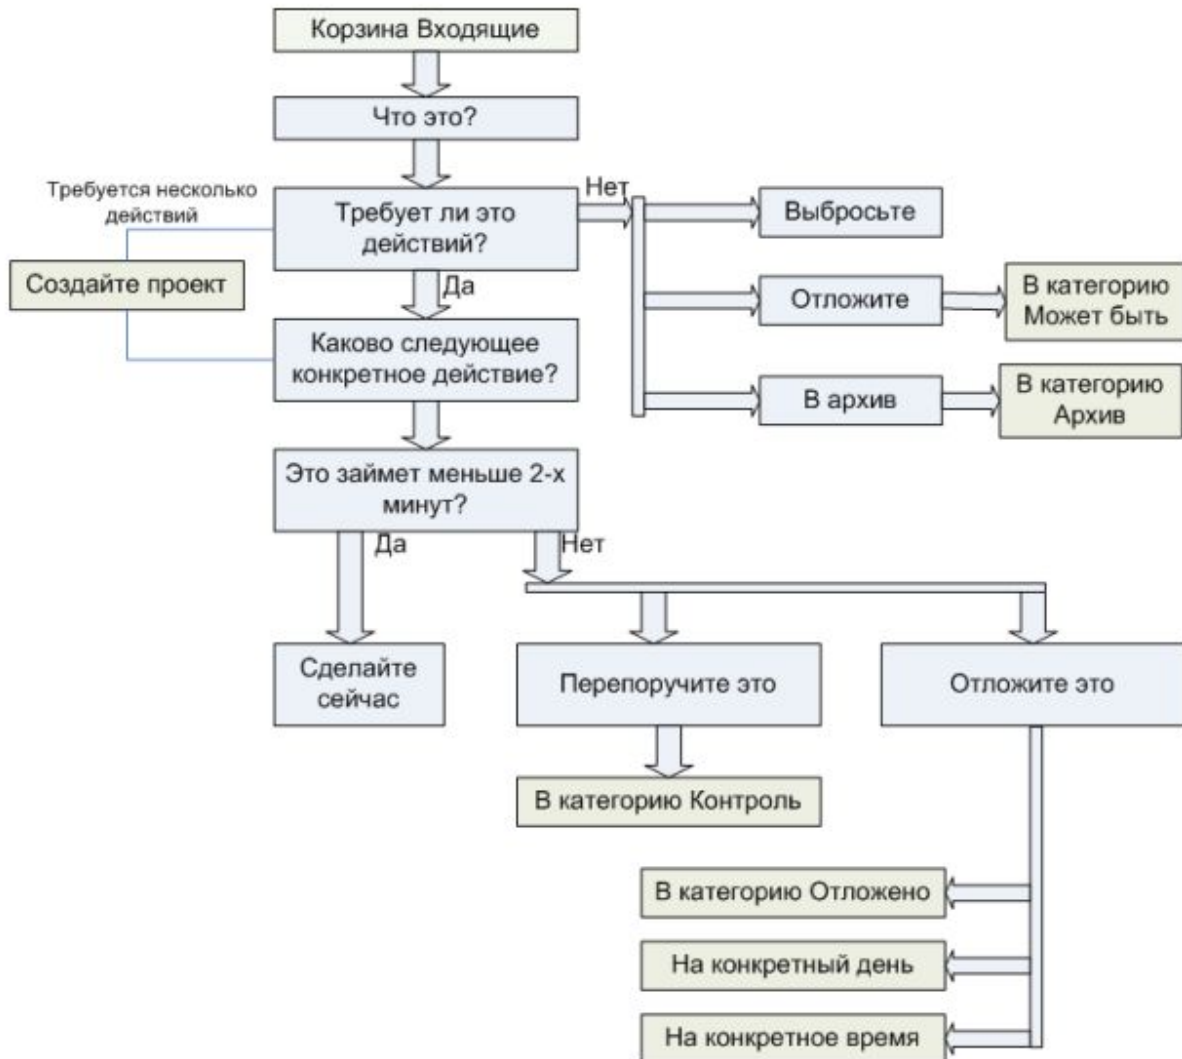 Корзина Входящие
Что это?
Требуется несколько
действий
Требует ли это
действий?
Нет
Выбросьте
Создайте проект
Да
Отложите
В категорию
Может быть
Каково следующее
конкретное действие?
В архив
В категорию
Архив
Это займет меньше 2-х
минут?
Да
Нет
Сделайте
сейчас
Перепоручите это
Отложите это
В категорию Контроль
В категорию Отложено
На конкретный день
На конкретное время